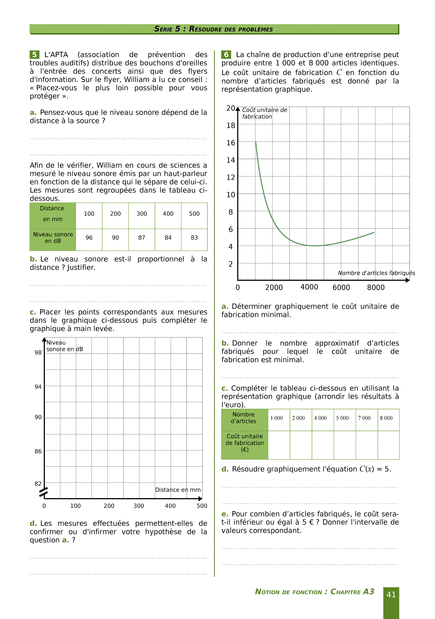 SÉRIE 5 : RÉSOUDRE DES PROBLÈMES
5 L'APTA (association de prévention des
troubles auditifs) distribue des bouchons d'oreilles
à l'entrée des concerts ainsi que des flyers
d'information. Sur le flyer, William a lu ce conseil :
« Placez-vous le plus loin possible pour vous
protéger ».
a. Pensez-vous que le niveau sonore dépend de la
distance à la source ?
Afin de le vérifier, William en cours de sciences a
mesuré le niveau sonore émis par un haut-parleur
en fonction de la distance qui le sépare de celui-ci.
Les mesures sont regroupées dans le tableau ci-
dessous.
Distance
en mm
100 200 300 400 500
Niveau sonore
en dB
96 90 87 84 83
b. Le niveau sonore est-il proportionnel à la
distance ? Justifier.
c. Placer les points correspondants aux mesures
dans le graphique ci-dessous puis compléter le
graphique à main levée.
Niveau
sonore en dB
98
94
90
86
82
Distance en mm
0 100 200 300 400 500
d. Les mesures effectuées permettent-elles de
confirmer ou d'infirmer votre hypothèse de la
question a. ?
6 La chaîne de production d'une entreprise peut
produire entre 1 000 et 8 000 articles identiques.
Le coût unitaire de fabrication C en fonction du
nombre d'articles fabriqués est donné par la
représentation graphique.
20
Coût unitaire de
fabrication
18
16
14
12
10
8
6
4
2
Nombre d'articles fabriqués
0 2000 4000 6000 8000
a. Déterminer graphiquement le coût unitaire de
fabrication minimal.
b. Donner le nombre approximatif d'articles
fabriqués pour lequel le coût unitaire de
fabrication est minimal.
c. Compléter le tableau ci-dessous en utilisant la
représentation graphique (arrondir les résultats à
l'euro).
Nombre
d'articles
1 000 2 000 4 000 5 000 7 000 8 000
Coût unitaire
de fabrication
(€)
d. Résoudre graphiquement l'équation C(x) = 5.
e. Pour combien d'articles fabriqués, le coût sera-
t-il inférieur ou égal à 5 € ? Donner l'intervalle de
valeurs correspondant.
NOTION DE FONCTION : CHAPITRE A3
41